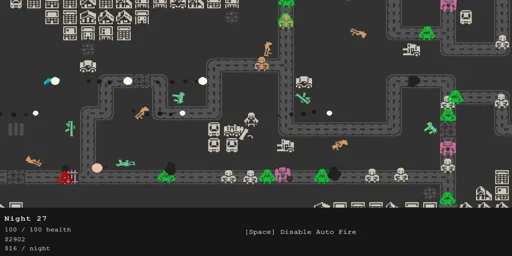 Night 27
100 / 100 health
$2902
$16 / night
[Space] Disable Auto Fire